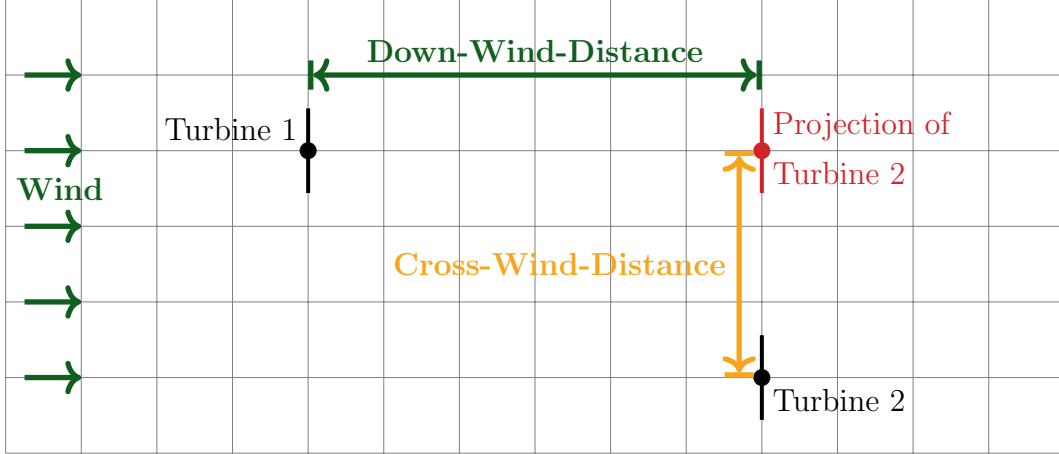 Down-Wind-Distance
Turbine 1
Projection of
Turbine 2
Wind
Cross-Wind-Distance
Turbine 2